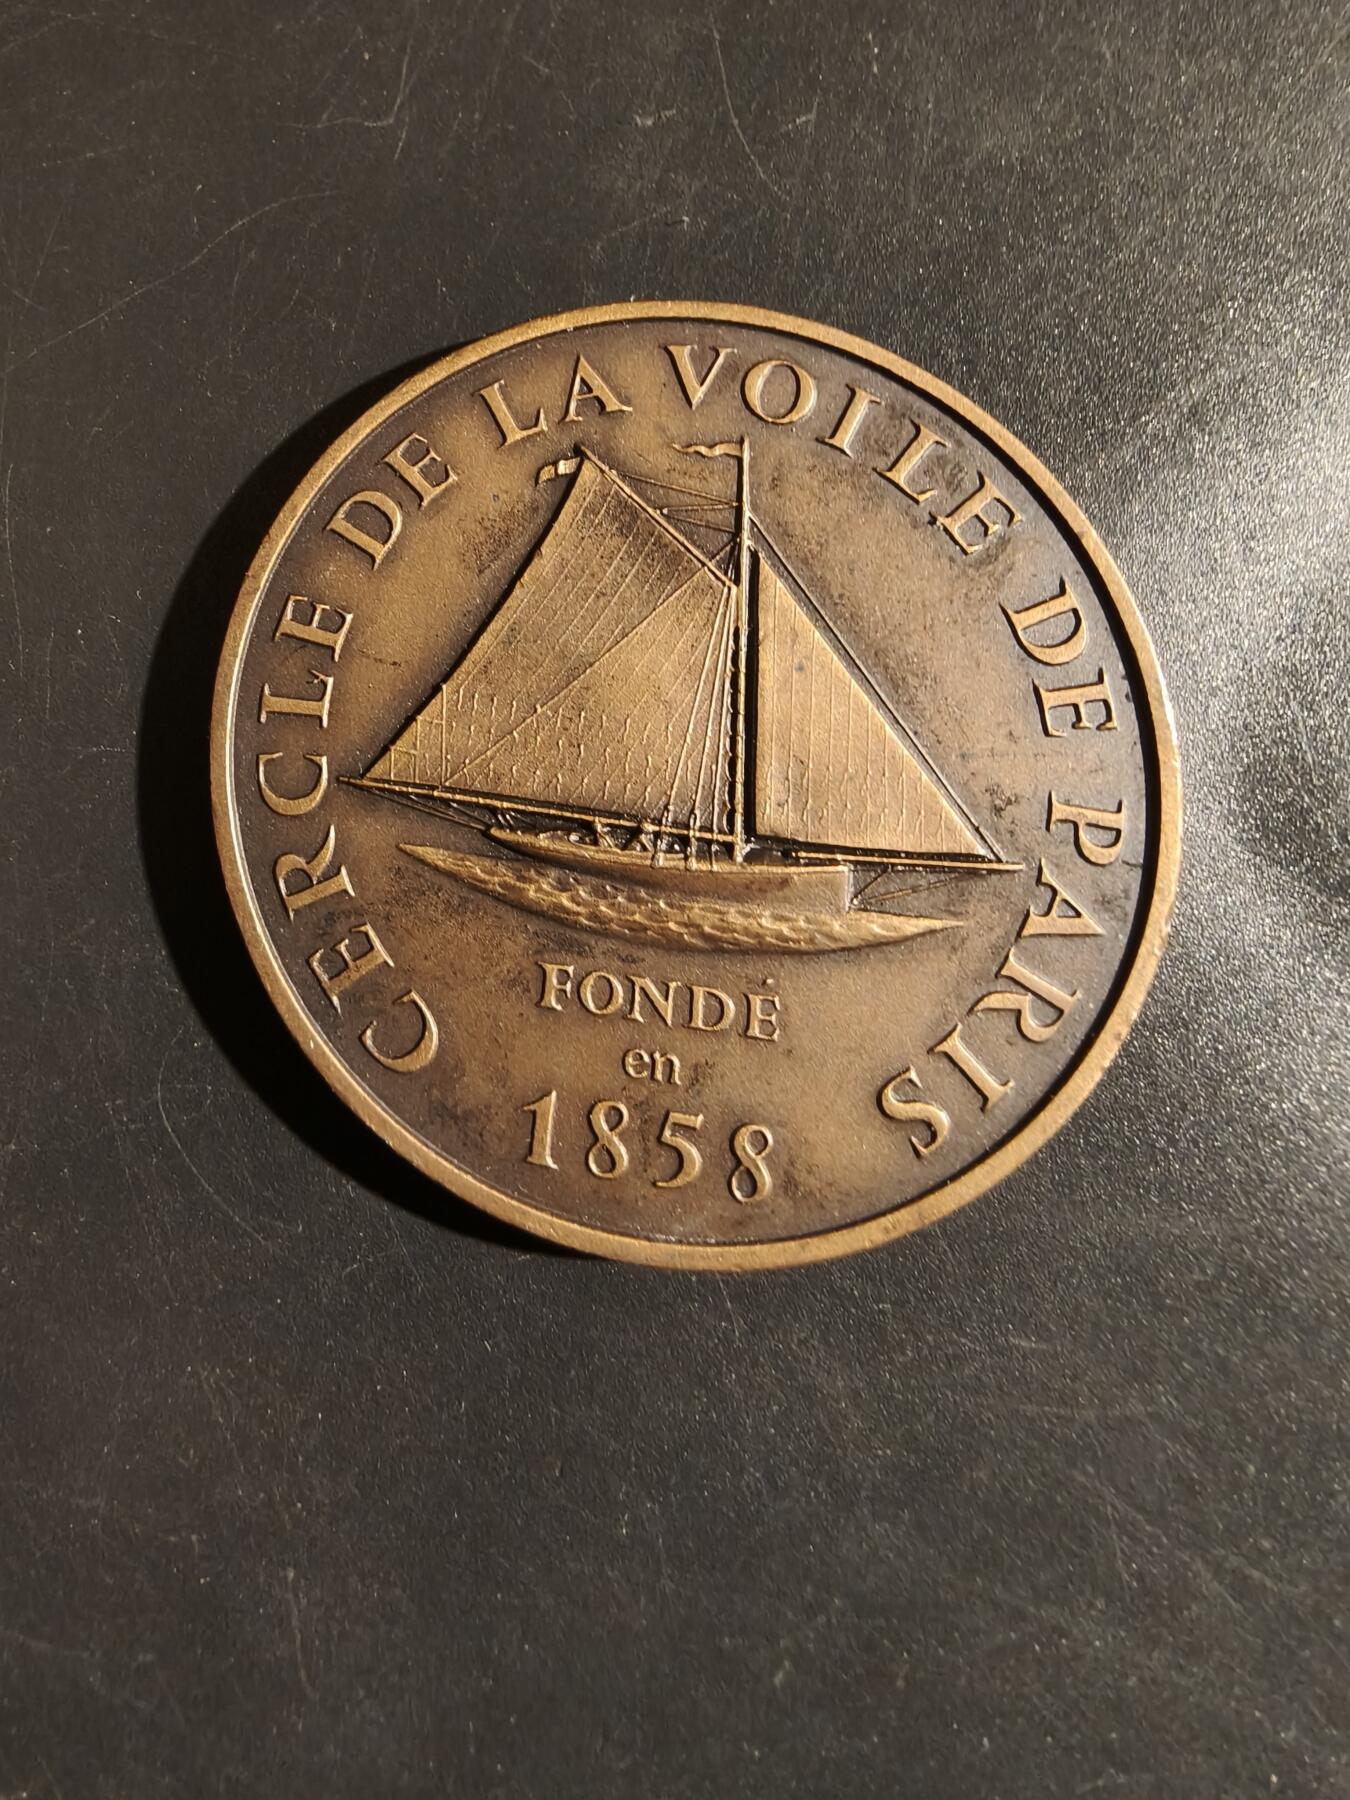 CERCLE DE LA VOILE DE PARIS
FONDÉ
en
1858